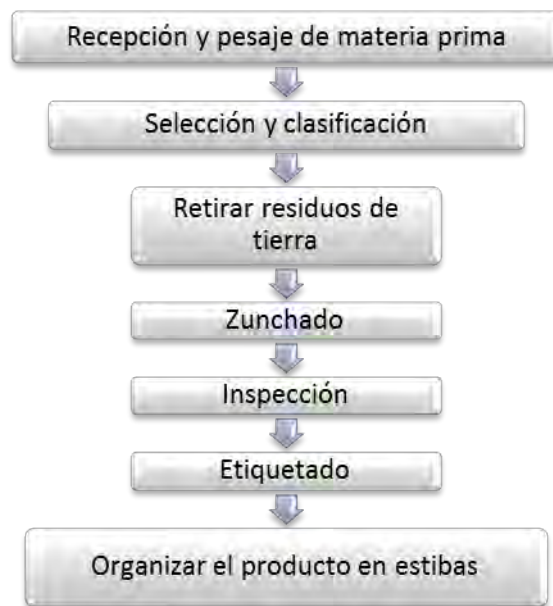 Recepción y pesaje de materia prima
Selección y clasificación
Retirar residuos de
tierra
Zunchado
Inspección
Etiquetado
Organizar el producto en estibas